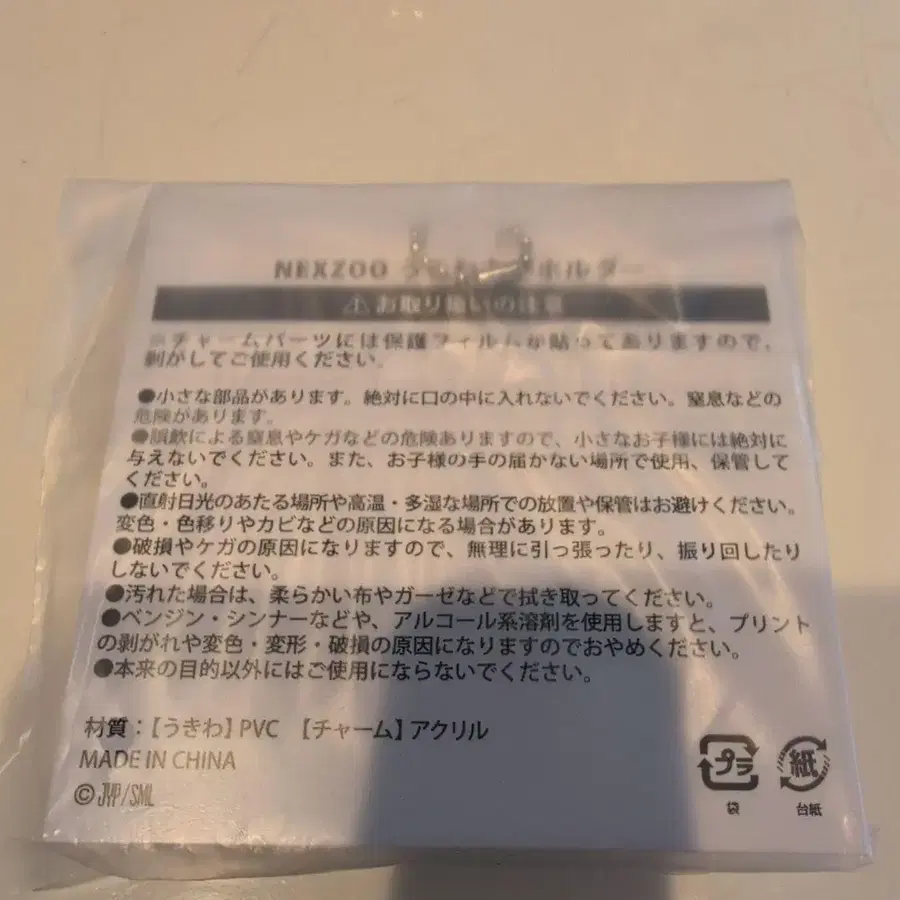 NEXZOO うきわキーホルダー
⚠お取り扱いの注意
※チャームパーツには保護フィルムが貼ってありますので、
剝がしてご使用ください。
●小さな部品があります。絶対に口の中に入れないでください。窒息などの
危険があります。
●誤飲による窒息やケガなどの危険ありますので、小さなお子様には絶対に
与えないでください。また、お子様の手の届かない場所で使用、保管して
ください。
●直射日光のあたる場所や高温・多湿な場所での放置や保管はお避けください。
変色・色移りやカビなどの原因になる場合があります。
●破損やケガの原因になりますので、無理に引っ張ったり、振り回したり
しないでください。
●汚れた場合は、柔らかい布やガーゼなどで拭き取ってください。
●ベンジン・シンナーなどや、アルコール系溶剤を使用しますと、プリント
の剝がれや変色・変形・破損の原因になりますのでおやめください。
●本来の目的以外にはご使用にならないでください。
材質：【うきわ】PVC 【チャーム】アクリル
MADE IN CHINA
© JYP/SML
プラ
袋
紙
台紙